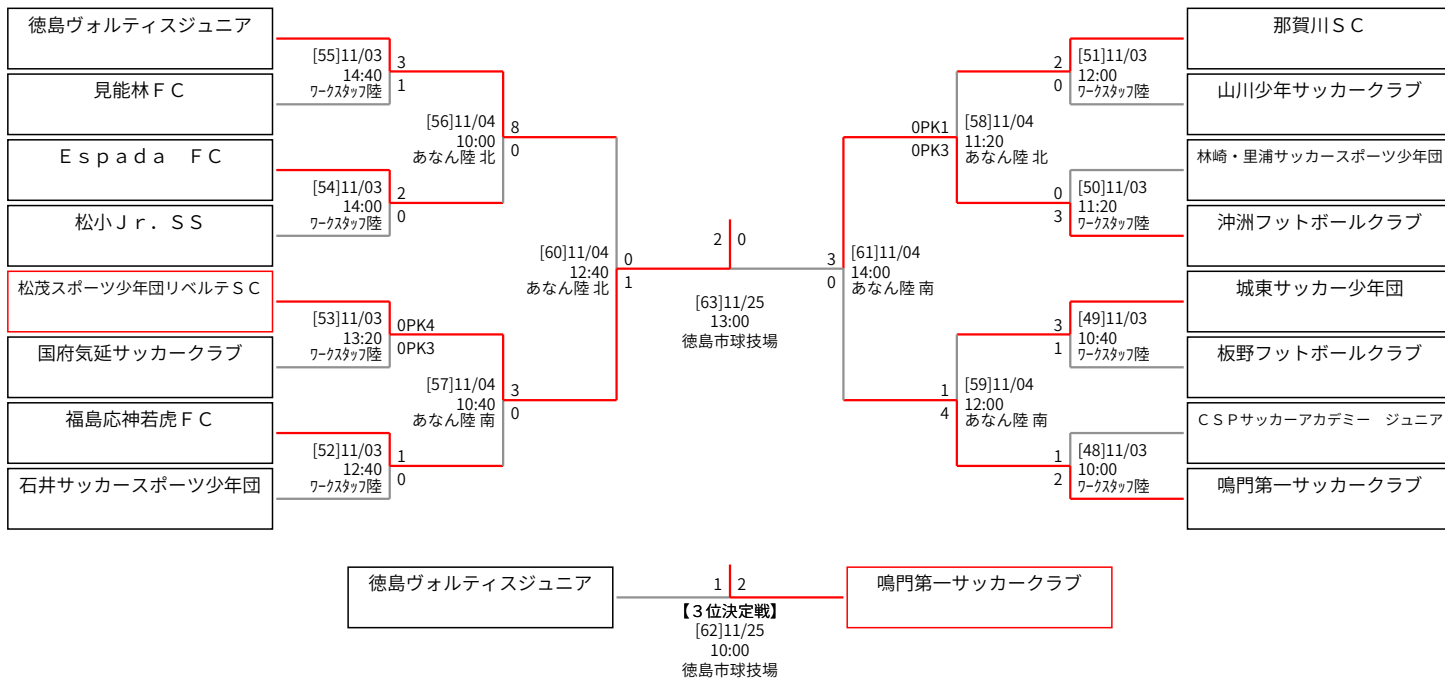 徳島ヴォルティスジュニア
[55]11/03
14:40
ﾜｰｸｽﾀｯﾌ陸
3
1
見能林ＦＣ
[56]11/04
10:00
あなん陸 北
8
0
Ｅｓｐａｄａ　ＦＣ
[54]11/03
14:00
ﾜｰｸｽﾀｯﾌ陸
2
0
松小Ｊｒ．ＳＳ
[60]11/04
12:40
あなん陸 北
0
1
松茂スポーツ少年団リベルテＳＣ
[53]11/03
13:20
ﾜｰｸｽﾀｯﾌ陸
0PK4
0PK3
国府気延サッカークラブ
[57]11/04
10:40
あなん陸 南
3
0
福島応神若虎ＦＣ
[52]11/03
12:40
ﾜｰｸｽﾀｯﾌ陸
1
0
石井サッカースポーツ少年団
2
0
[63]11/25
13:00
徳島市球技場
那賀川ＳＣ
2
0
[51]11/03
12:00
ﾜｰｸｽﾀｯﾌ陸
山川少年サッカークラブ
0PK1
0PK3
[58]11/04
11:20
あなん陸 北
林崎・里浦サッカースポーツ少年団
0
3
[50]11/03
11:20
ﾜｰｸｽﾀｯﾌ陸
沖洲フットボールクラブ
3
0
[61]11/04
14:00
あなん陸 南
城東サッカー少年団
3
1
[49]11/03
10:40
ﾜｰｸｽﾀｯﾌ陸
板野フットボールクラブ
1
4
[59]11/04
12:00
あなん陸 南
ＣＳＰサッカーアカデミー　ジュニア
1
2
[48]11/03
10:00
ﾜｰｸｽﾀｯﾌ陸
鳴門第一サッカークラブ
徳島ヴォルティスジュニア
1
2
鳴門第一サッカークラブ
【３位決定戦】
[62]11/25
10:00
徳島市球技場